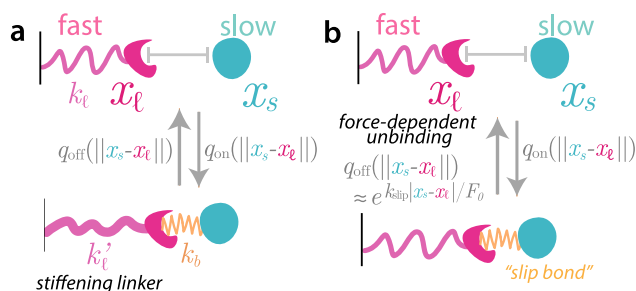 a
fast
slow
k_ℓ
x_ℓ
x_s
q_off(||x_s-x_ℓ||)
q_on(||x_s-x_ℓ||)
k_ℓ'
k_b
stiffening linker
b
fast
slow
x_ℓ
x_s
force-dependent
unbinding
q_off(||x_s-x_ℓ||)
≈ e^{k_slip|x_s-x_ℓ|/F_0}
q_on(||x_s-x_ℓ||)
"slip bond"